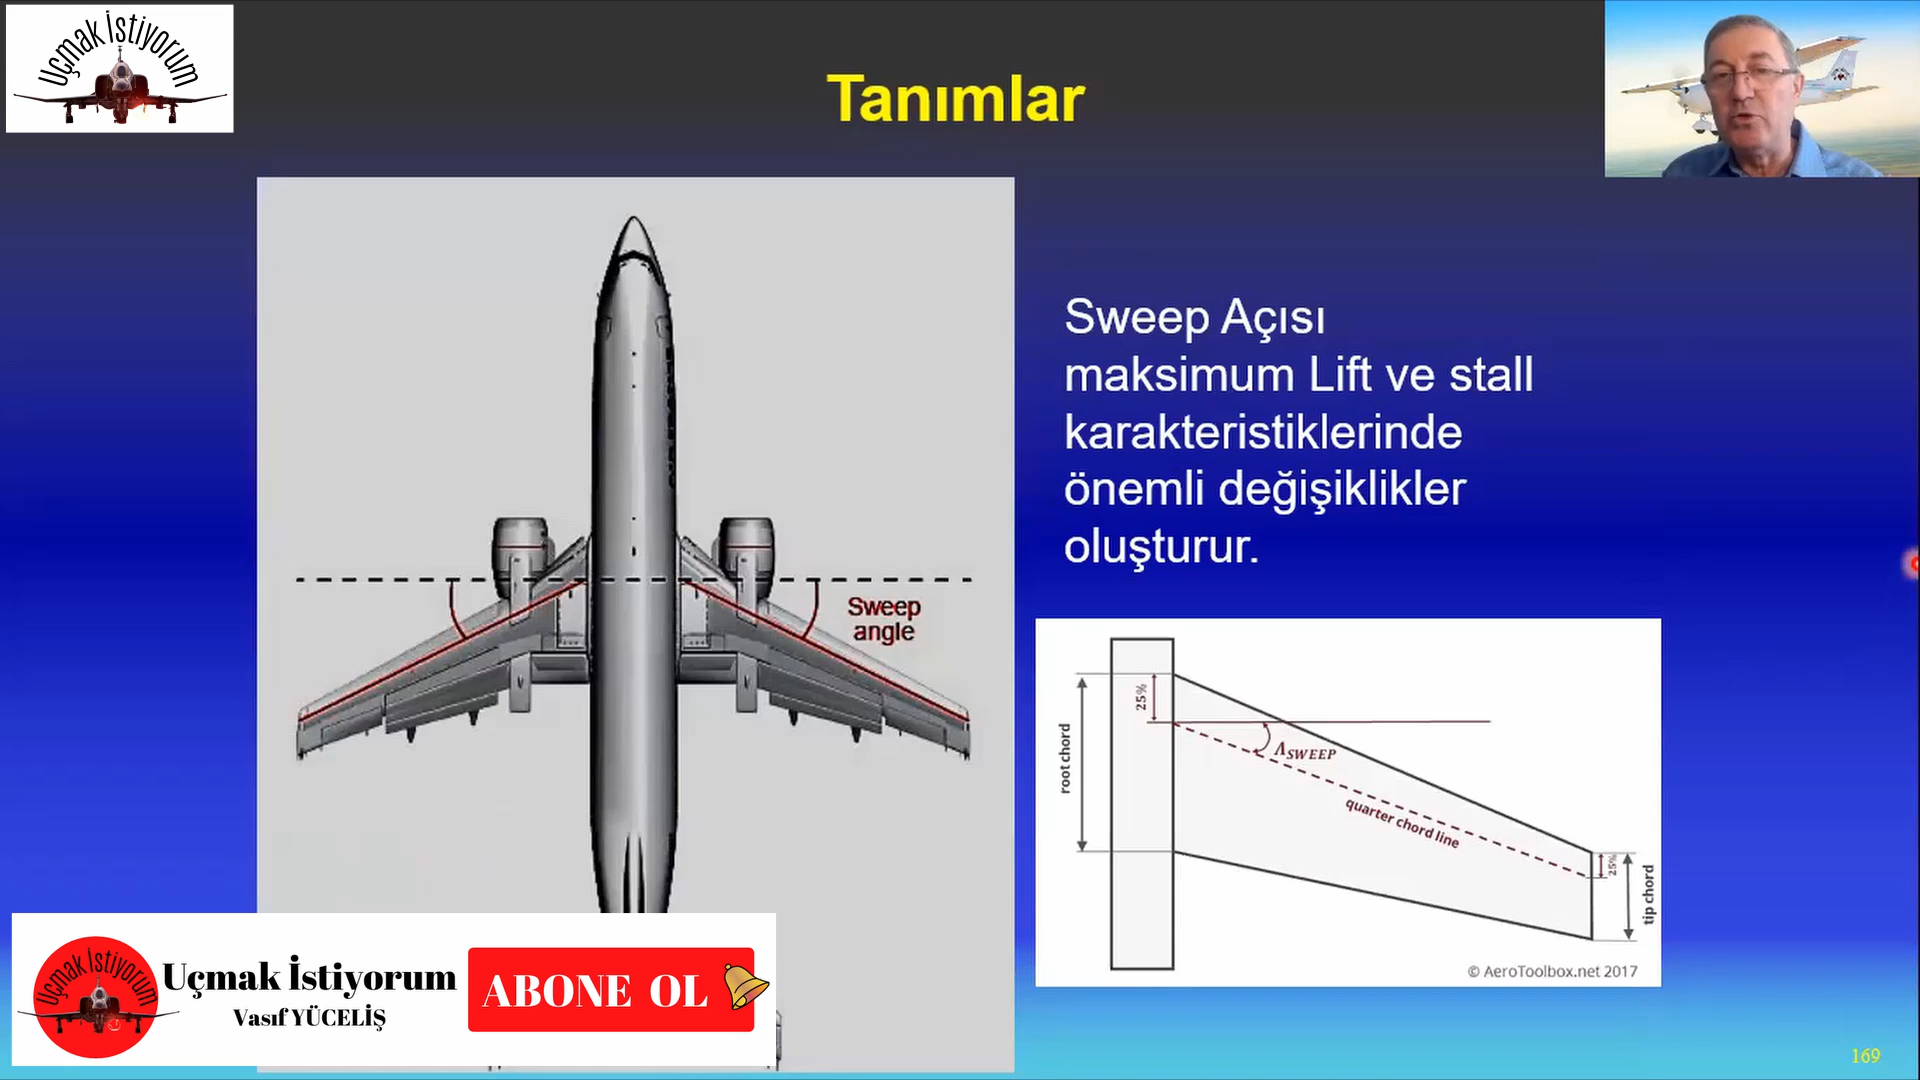 Uçmak İstiyorum
Tanımlar
Sweep Açısı
maksimum Lift ve stall
karakteristiklerinde
önemli değişiklikler
oluşturur.
Sweep
angle
25%
root chord
ΛSWEEP
quarter chord line
25%
tip chord
© AeroToolbox.net 2017
Uçmak İstiyorum
Uçmak İstiyorum
Vasıf YÜCELİŞ
ABONE OL
169